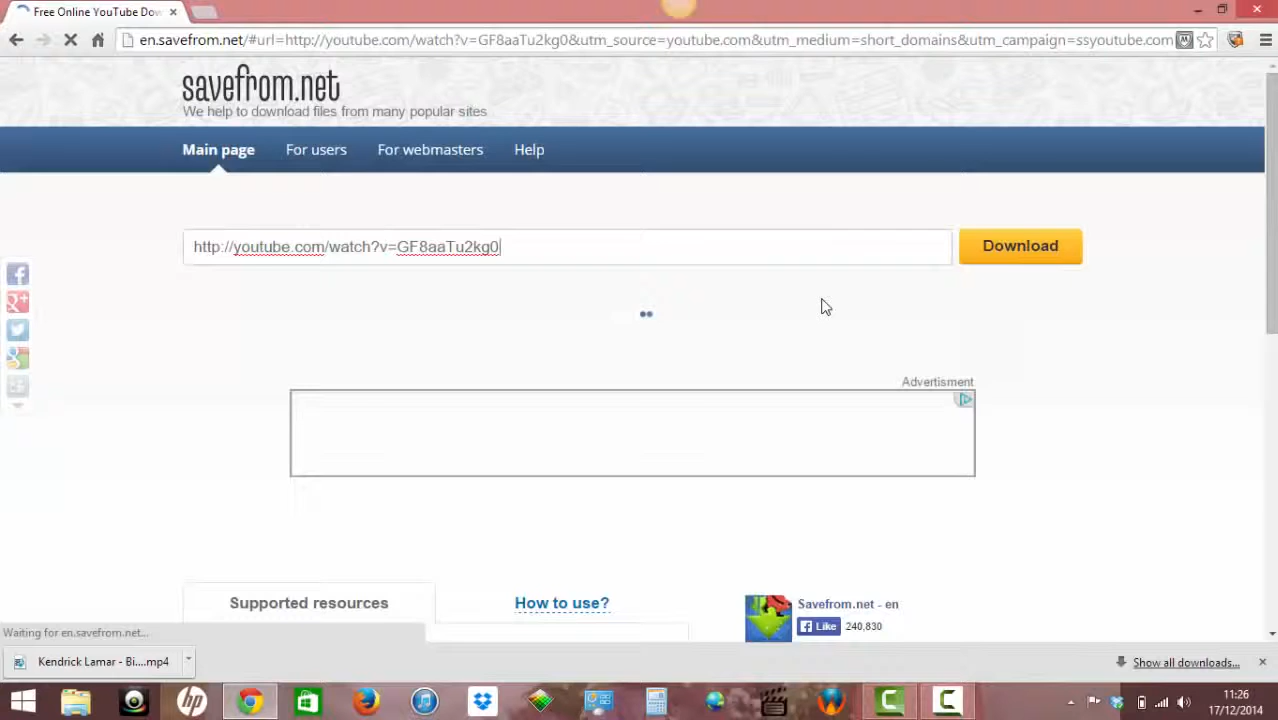 Free Online YouTube Dow
en.savefrom.net/#url=http://youtube.com/watch?v=GF8aaTu2kg0&utm_source=youtube.com&utm_medium=short_domains&utm_campaign=ssyoutube.com
savefrom.net
We help to download files from many popular sites
Main page For users For webmasters Help
http://youtube.com/watch?v=GF8aaTu2kg0 Download
Advertisment
Supported resources How to use? Savefrom.net - en
Like 240,830
Waiting for en.savefrom.net...
Kendrick Lamar - Bi....mp4 Show all downloads...
11:26
17/12/2014